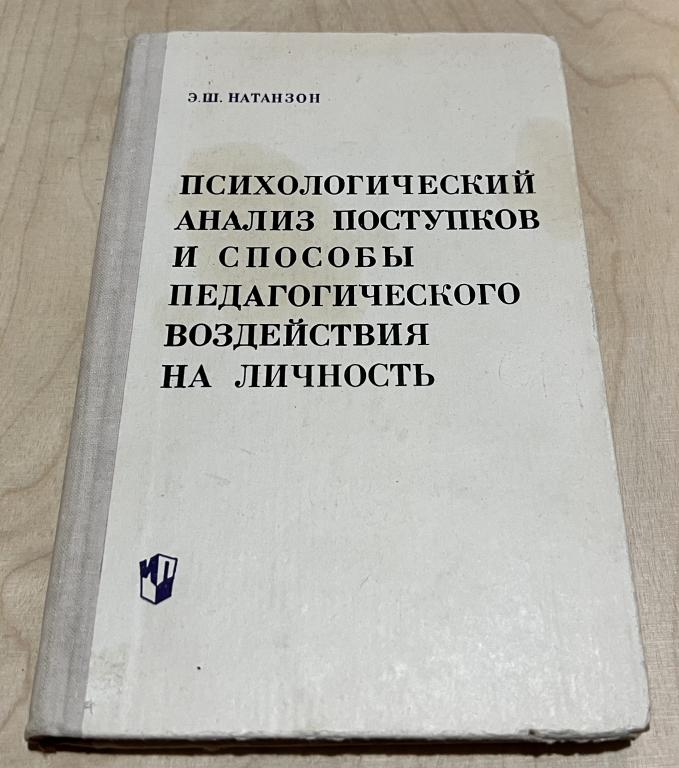 Э.Ш. НАТАНЗОН
ПСИХОЛОГИЧЕСКИЙ
АНАЛИЗ ПОСТУПКОВ
И СПОСОБЫ
ПЕДАГОГИЧЕСКОГО
ВОЗДЕЙСТВИЯ
НА ЛИЧНОСТЬ